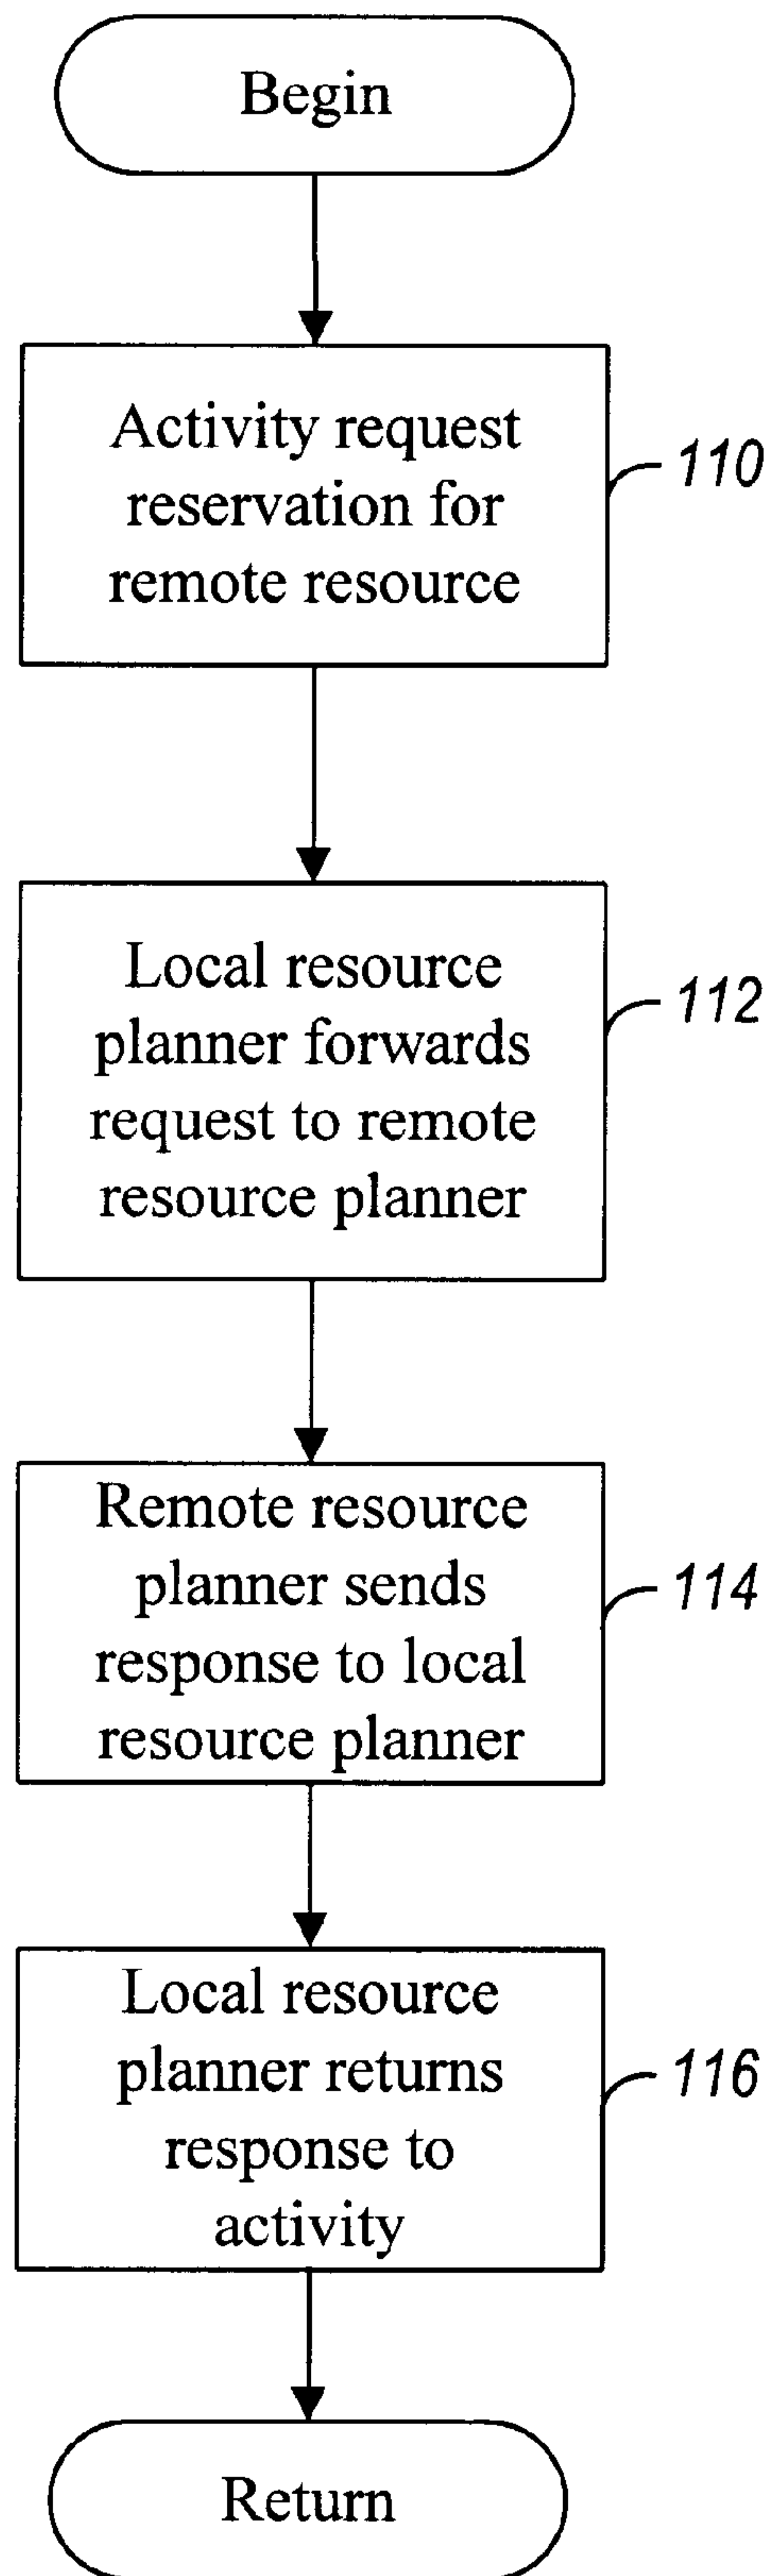 Begin
Activity request
reservation for
remote resource
110
Local resource
planner forwards
request to remote
resource planner
112
Remote resource
planner sends
response to local
resource planner
114
Local resource
planner returns
response to
activity
116
Return